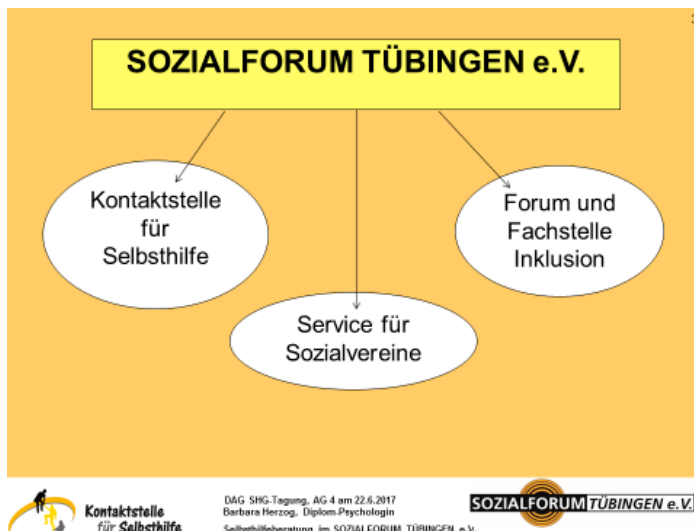 3
SOZIALFORUM TÜBINGEN e.V.
Kontaktstelle
für
Selbsthilfe
Forum und
Fachstelle
Inklusion
Service für
Sozialvereine
Kontaktstelle
für Selbsthilfe
DAG SHG-Tagung, AG 4 am 22.6.2017
Barbara Herzog, Diplom-Psychologin
Selbsthilfeberatung im SOZIALFORUM TÜBINGEN e.V.
SOZIALFORUM TÜBINGEN e.V.